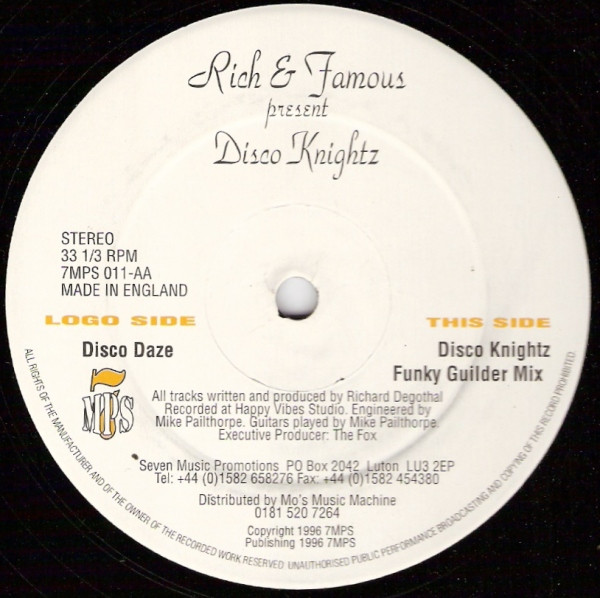 Rich & Famous
present
Disco Knightz
STEREO
33 1/3 RPM
7MPS 011-AA
MADE IN ENGLAND
LOGO SIDE
THIS SIDE
Disco Daze
Disco Knightz
Funky Guilder Mix
7
MPS
All tracks written and produced by Richard Degothal
Recorded at Happy Vibes Studio. Engineered by
Mike Pailthorpe. Guitars played by Mike Pailthorpe.
Executive Producer: The Fox
Seven Music Promotions PO Box 2042 Luton LU3 2EP
Tel: +44 (0)1582 658276 Fax: +44 (0)1582 454380
Distributed by Mo's Music Machine
0181 520 7264
Copyright 1996 7MPS
Publishing 1996 7MPS
ALL RIGHTS OF THE MANUFACTURER AND OF THE OWNER OF THE RECORDED WORK RESERVED UNAUTHORISED PUBLIC PERFORMANCE BROADCASTING AND COPYING OF THIS RECORD PROHIBITED